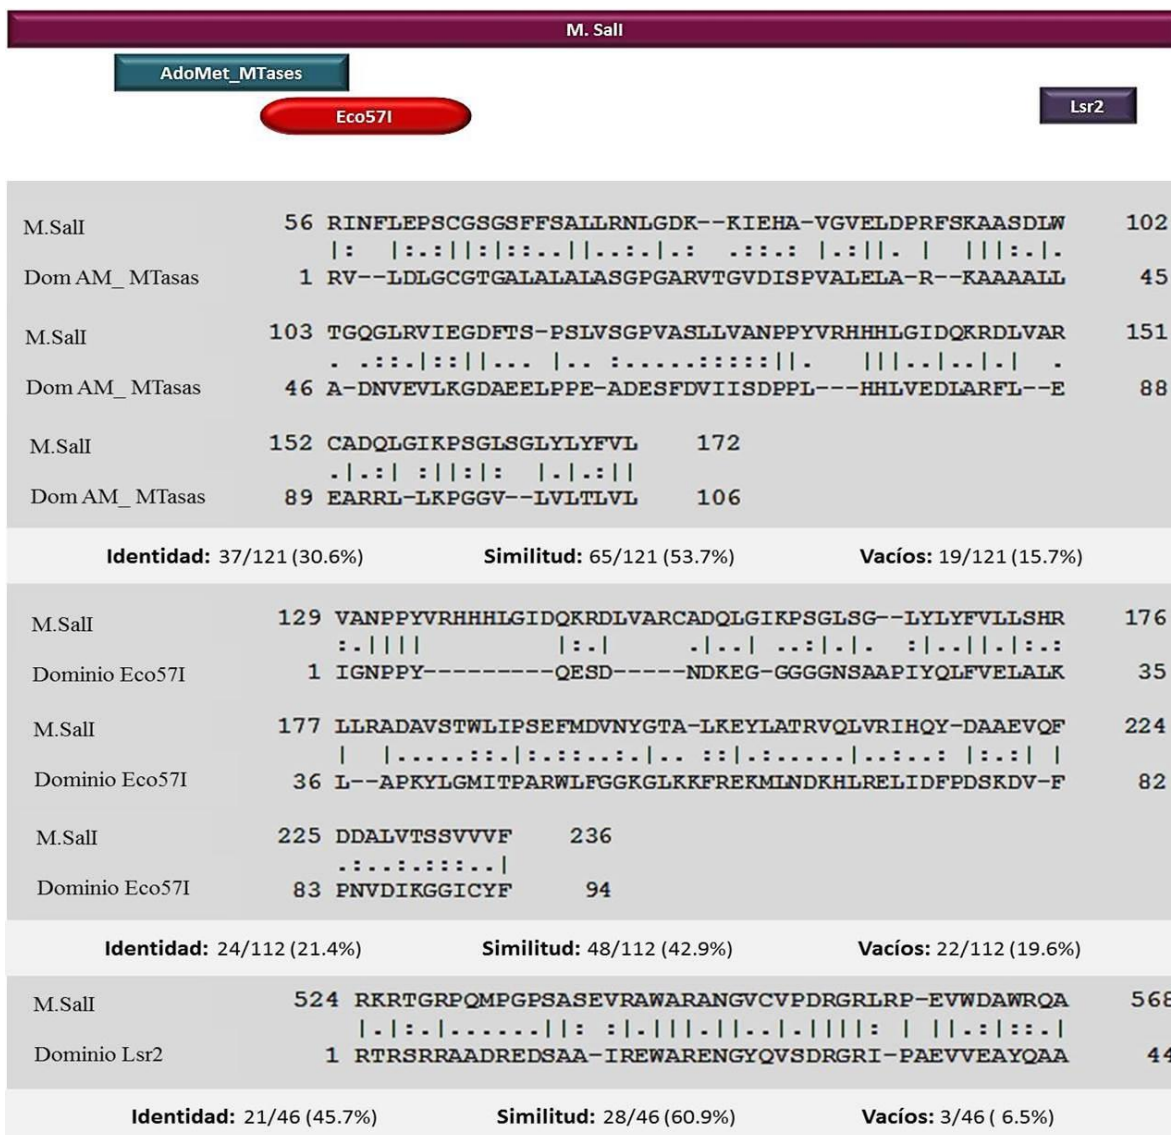 M. SalI
AdoMet_MTases
Eco57I
Lsr2
M.SalI 56 RINFLEPSCGSGSFFSALLRNLGDK--KIEHA-VGVELDPRFSKAASDLW 102
|: |:.:||:|::..||..:.|.: .::.: |.:||. | |||:.|.
Dom AM_ MTasas 1 RV--LDLGCGTGALALALASGPGARVTGVDISPVALELA-R--KAAAALL 45
M.SalI 103 TGQGLRVIEGDFTS-PSLVSGPVASLLVANPPYVRHHHLGIDQKRDLVAR 151
. .::.|::||... |.. :.....:::::||. |||..|..|.| .
Dom AM_ MTasas 46 A-DNVEVLKGDAEELPPE-ADESFDVIISDPPL---HHLVEDLARFL--E 88
M.SalI 152 CADQLGIKPSGLSGLYLYFVL 172
.|.:| :||:|: |.|.:||
Dom AM_ MTasas 89 EARRL-LKPGGV--LVLTLVL 106
Identidad: 37/121 (30.6%) Similitud: 65/121 (53.7%) Vacíos: 19/121 (15.7%)
M.SalI 129 VANPPYVRHHHLGIDQKRDLVARCADQLGIKPSGLSG--LYLYFVLLSHR 176
:.|||| |:.| .|..| ..:|.|. :|..||.|:.:
Dominio Eco57I 1 IGNPPY---------QESD-----NDKEG-GGGGNSAAPIYQLFVELALK 35
M.SalI 177 LLRADAVSTWLIPSEFMDVNYGTA-LKEYLATRVQLVRIHQY-DAAEVQF 224
| |.....::.|:.::..:.|.. ::|.:.....|..:..: |:.:| |
Dominio Eco57I 36 L--APKYLGMITPARWLFGGKGLKKFREKMLNDKHLRELIDFPDSKDV-F 82
M.SalI 225 DDALVTSSVVVF 236
.:..:.:::..|
Dominio Eco57I 83 PNVDIKGGICYF 94
Identidad: 24/112 (21.4%) Similitud: 48/112 (42.9%) Vacíos: 22/112 (19.6%)
M.SalI 524 RKRTGRPQMPGPSASEVRAWARANGVCVPDRGRLRP-EVWDAWRQA 568
|.|:.|......||: :|.|||.||..|.||||: | ||.:|::.|
Dominio Lsr2 1 RTRSRRAADREDSAA-IREWARENGYQVSDRGRI-PAEVVEAYQAA 44
Identidad: 21/46 (45.7%) Similitud: 28/46 (60.9%) Vacíos: 3/46 ( 6.5%)